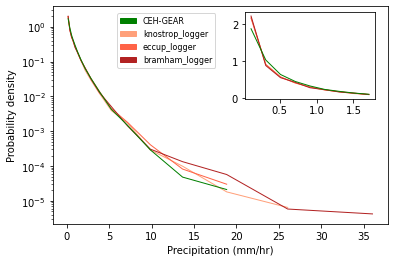 CEH-GEAR
knostrop_logger
eccup_logger
bramham_logger
2
1
0
0.5 1.0 1.5
Probability density
10⁰
10⁻¹
10⁻²
10⁻³
10⁻⁴
10⁻⁵
0 5 10 15 20 25 30 35
Precipitation (mm/hr)